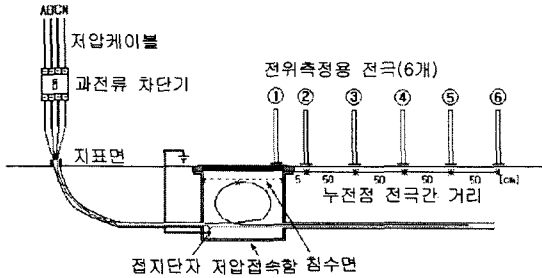 ABCN
저압케이블
과전류 차단기
전위측정용 전극(6개)
① ② ③ ④ ⑤ ⑥
지표면
5 50 50 50 50 [cm]
누전점 전극간 거리
접지단자 저압접속함 침수면